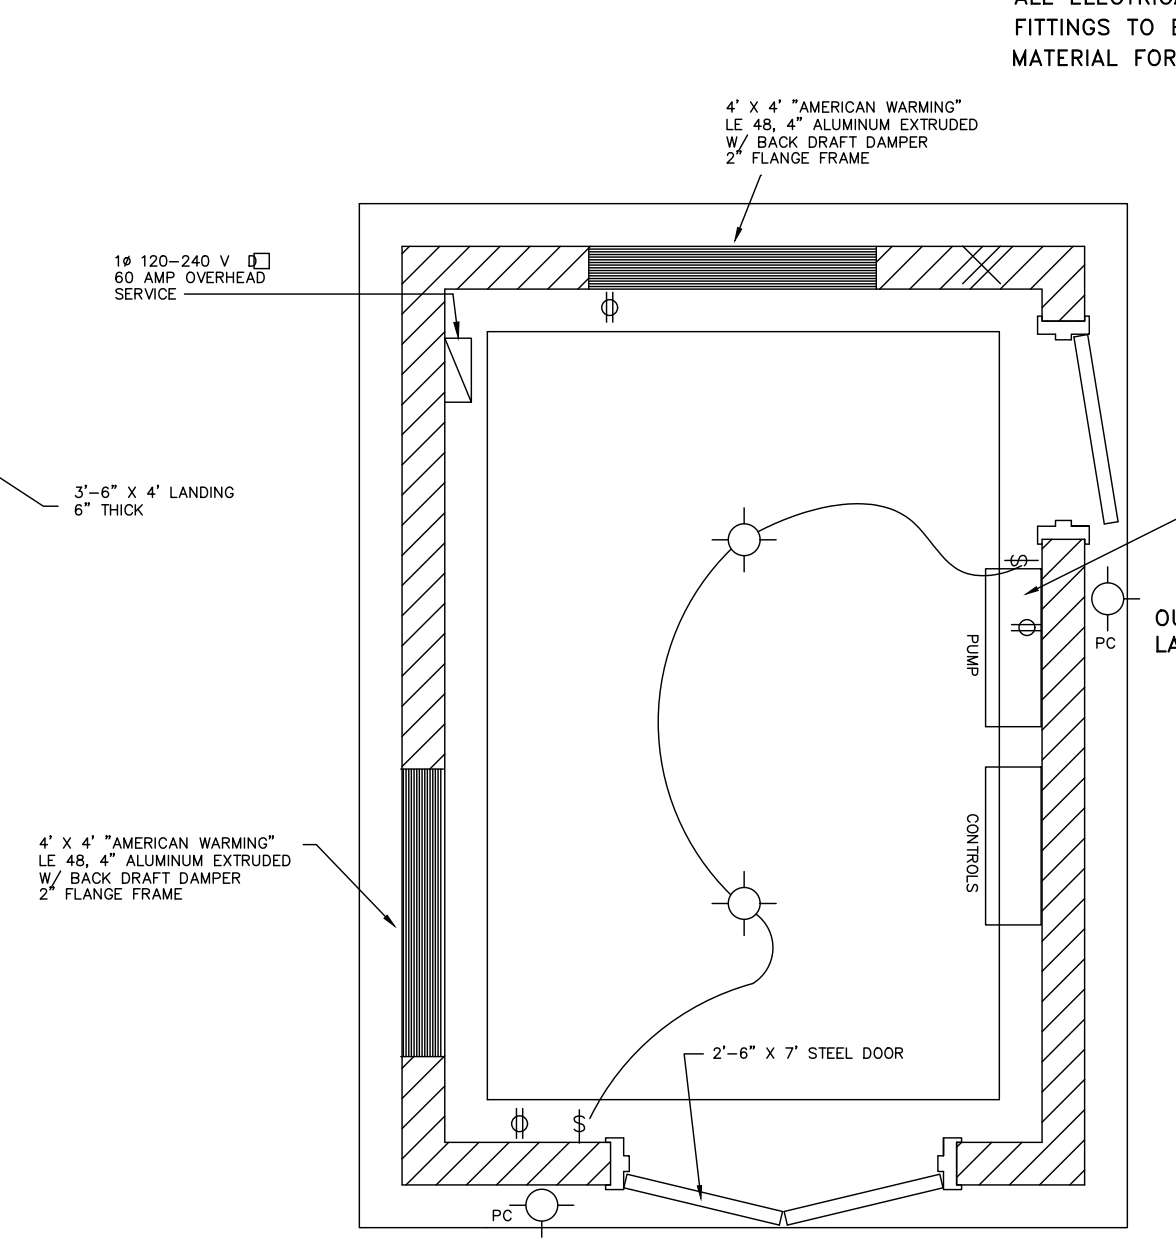 FITTINGS TO
MATERIAL FOR
4' X 4' "AMERICAN WARMING"
LE 48, 4" ALUMINUM EXTRUDED
W/ BACK DRAFT DAMPER
2" FLANGE FRAME
1ø 120-240 V
60 AMP OVERHEAD
SERVICE
3'-6" X 4' LANDING
6" THICK
S
PC
PUMP
4' X 4' "AMERICAN WARMING"
LE 48, 4" ALUMINUM EXTRUDED
W/ BACK DRAFT DAMPER
2" FLANGE FRAME
CONTROLS
2'-6" X 7' STEEL DOOR
S
PC